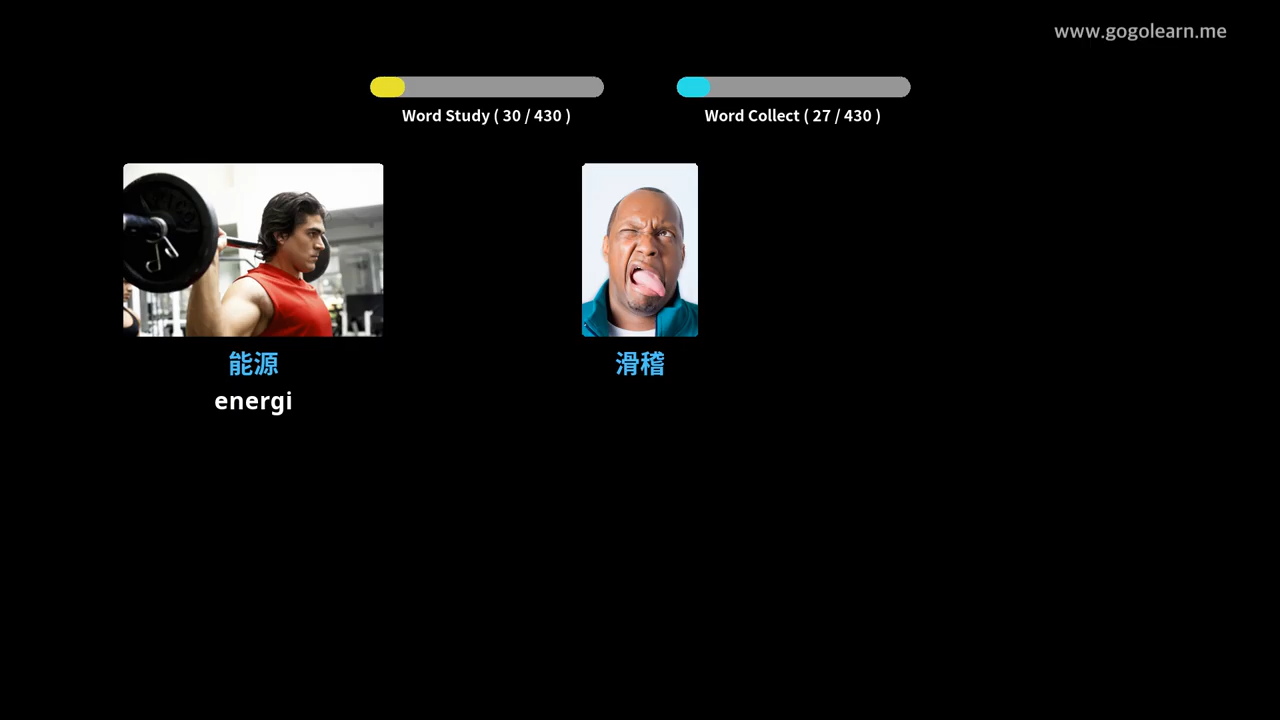 www.gogolearn.me
Word Study ( 30 / 430 )
Word Collect ( 27 / 430 )
能源
energi
滑稽